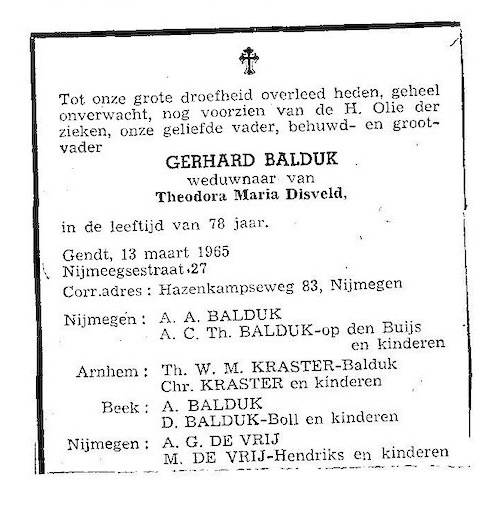 Tot onze grote droefheid overleed heden, geheel
onverwacht, nog voorzien van de H. Olie der
zieken, onze geliefde vader, behuwd- en groot-
vader
GERHARD BALDUK
weduwnaar van
Theodora Maria Disveld,
in de leeftijd van 78 jaar.
Gendt, 13 maart 1965
Nijmeegsestraat 27
Corr.adres : Hazenkampseweg 83, Nijmegen
Nijmegen : A. A. BALDUK
A. C. Th. BALDUK-op den Buijs
en kinderen
Arnhem : Th. W. M. KRASTER-Balduk
Chr. KRASTER en kinderen
Beek : A. BALDUK
D. BALDUK-Boll en kinderen
Nijmegen : A. G. DE VRIJ
M. DE VRIJ-Hendriks en kinderen